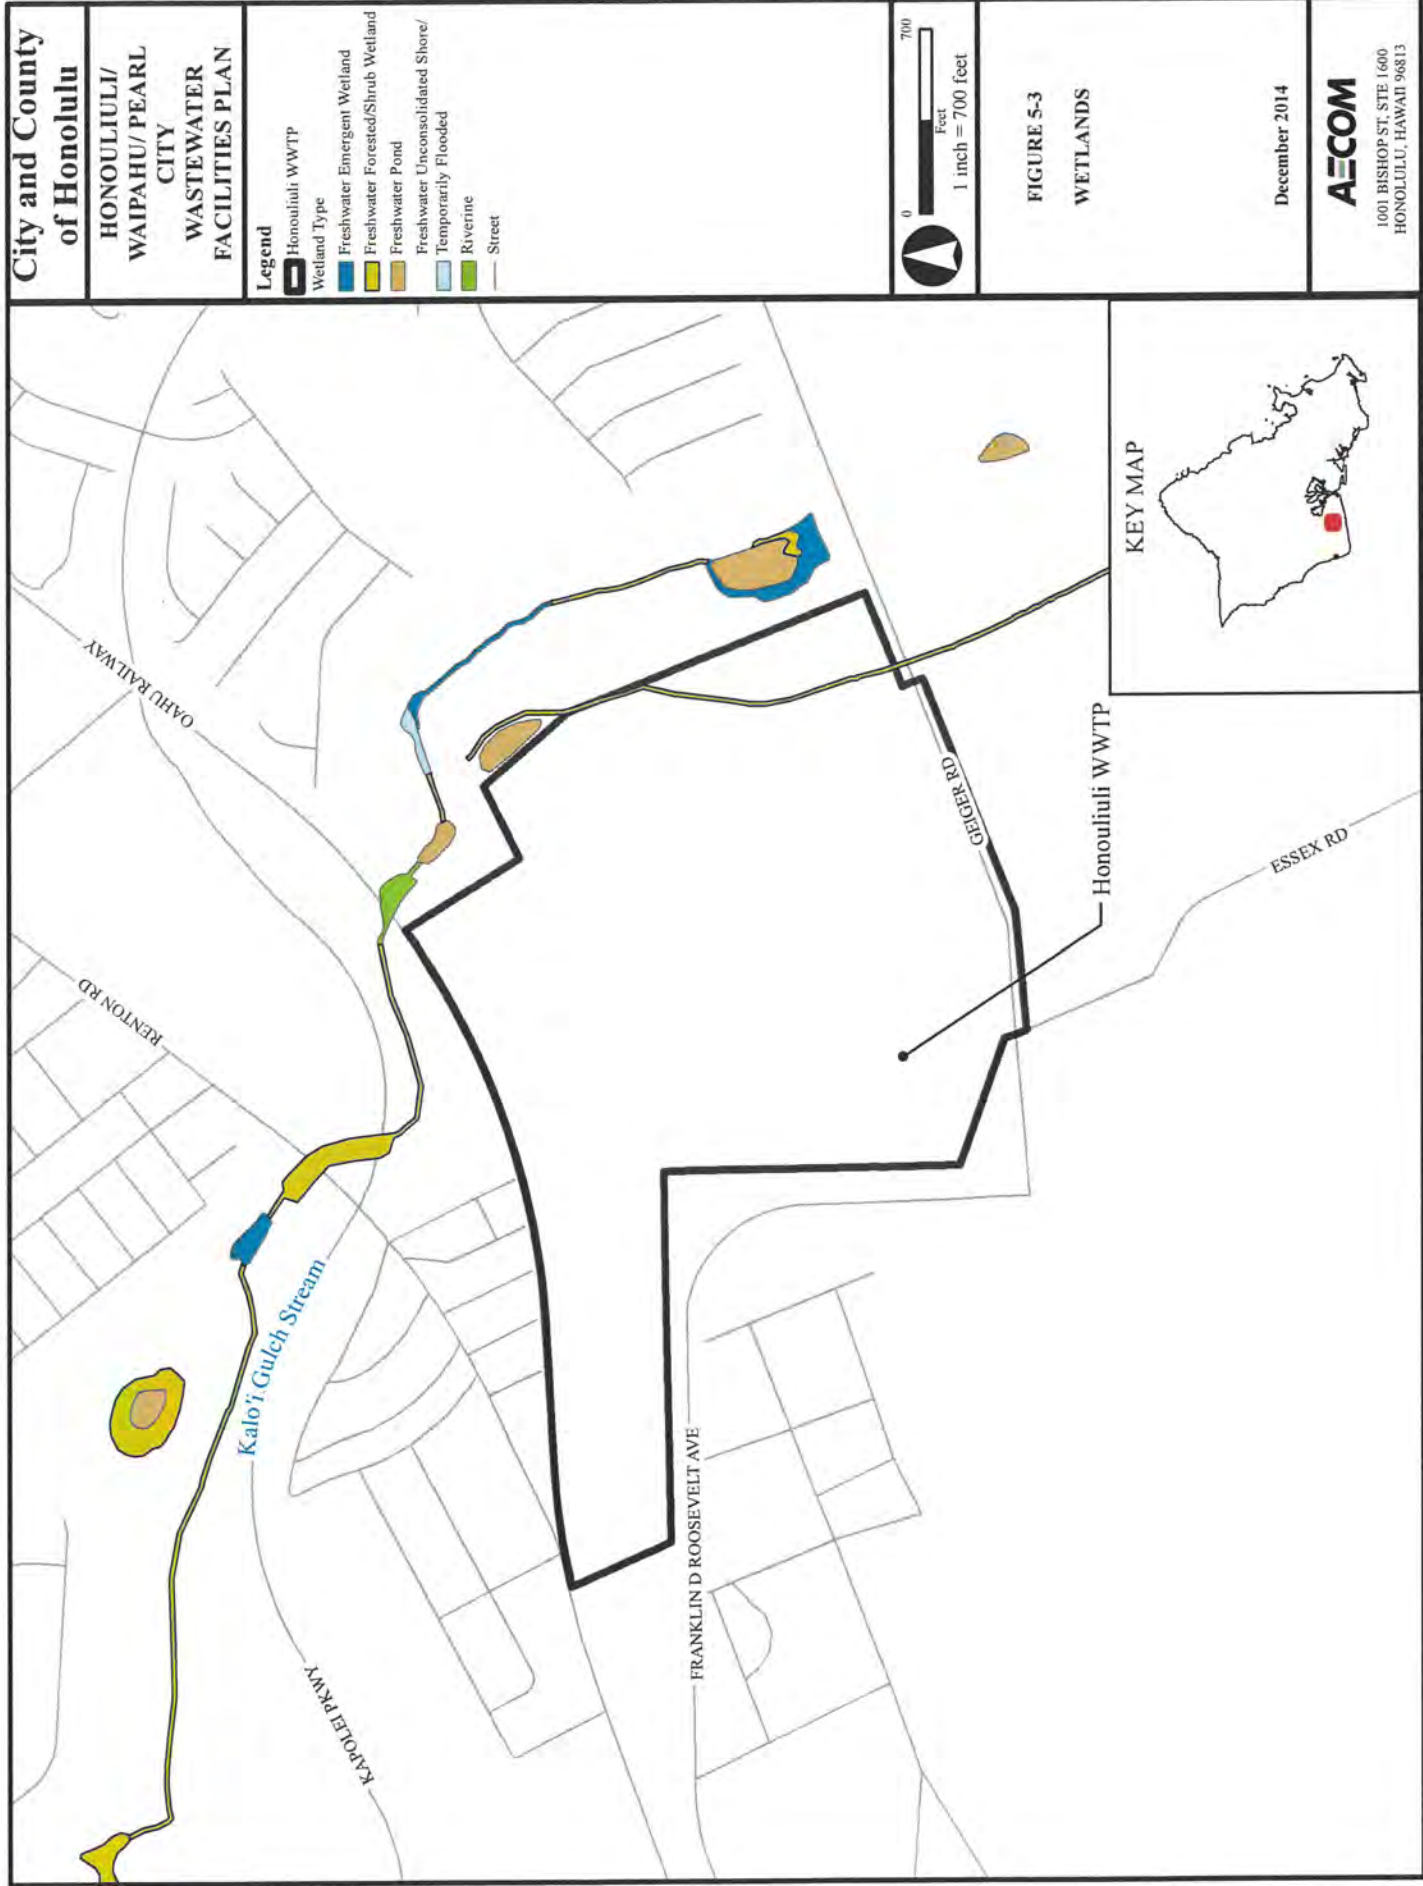 City and County
of Honolulu
HONOULIULI/
WAIPAHU/ PEARL
CITY
WASTEWATER
FACILITIES PLAN
Legend
Honouliuli WWTP
Wetland Type
Freshwater Emergent Wetland
Freshwater Forested/Shrub Wetland
Freshwater Pond
Freshwater Unconsolidated Shore/
Temporarily Flooded
Riverine
Street
0 700
Feet
1 inch = 700 feet
FIGURE 5-3
WETLANDS
December 2014
AECOM
1001 BISHOP ST, STE 1600
HONOLULU, HAWAII 96813
OAHU RAILWAY
RENTON RD
Kalo'i Gulch Stream
KAPOLEI PKWY
FRANKLIN D ROOSEVELT AVE
GEIGER RD
Honouliuli WWTP
ESSEX RD
KEY MAP